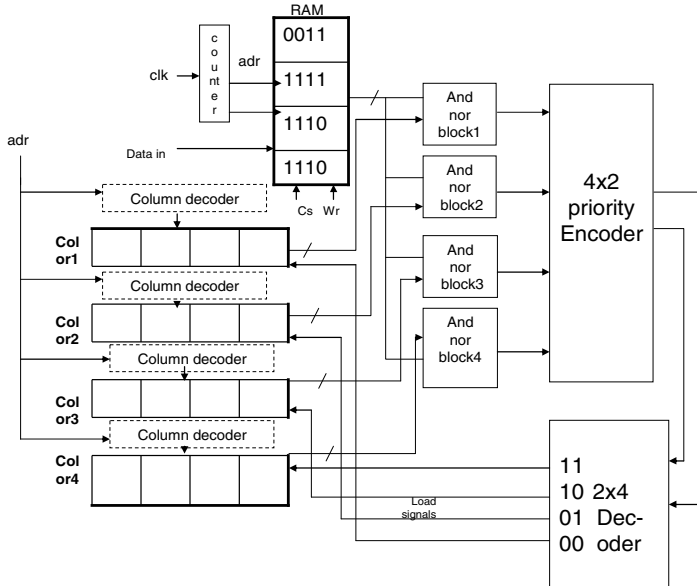 RAM
c
o
u
nt
e
r
clk
adr
0011
1111
1110
1110
Data in
Cs
Wr
adr
Column decoder
Col
or1
Column decoder
Col
or2
Column decoder
Col
or3
Column decoder
Col
or4
And
nor
block1
And
nor
block2
And
nor
block3
And
nor
block4
4x2
priority
Encoder
Load
signals
11
10 2x4
01 Dec-
00 oder